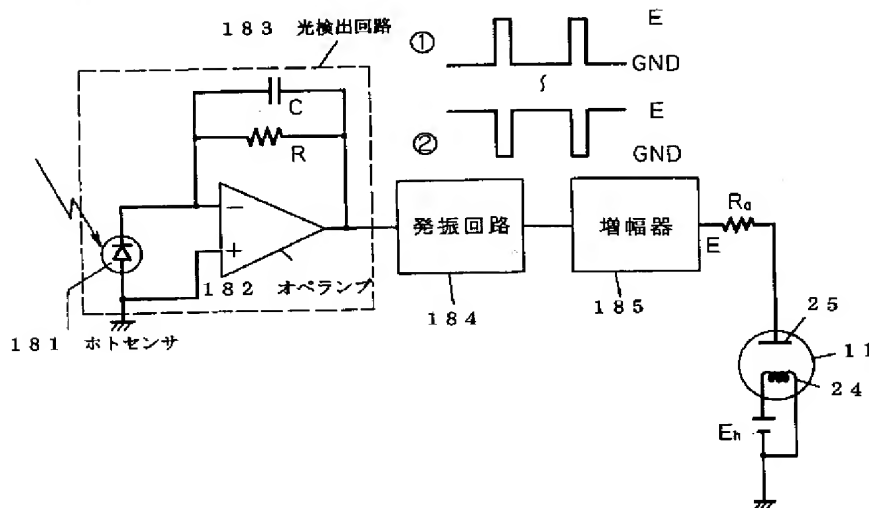 183 光検出回路
① E
GND
② E
GND
C
R
−
+
182 オペランプ
181 ホトセンサ
発振回路
184
増幅器
185
E
Ra
25
11
24
Eh